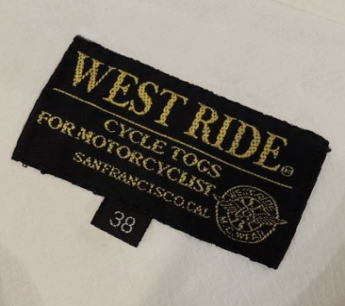 WEST RIDE®
CYCLE TOGS
FOR MOTORCYCLIST
SANFRANCISCO.CAL
38